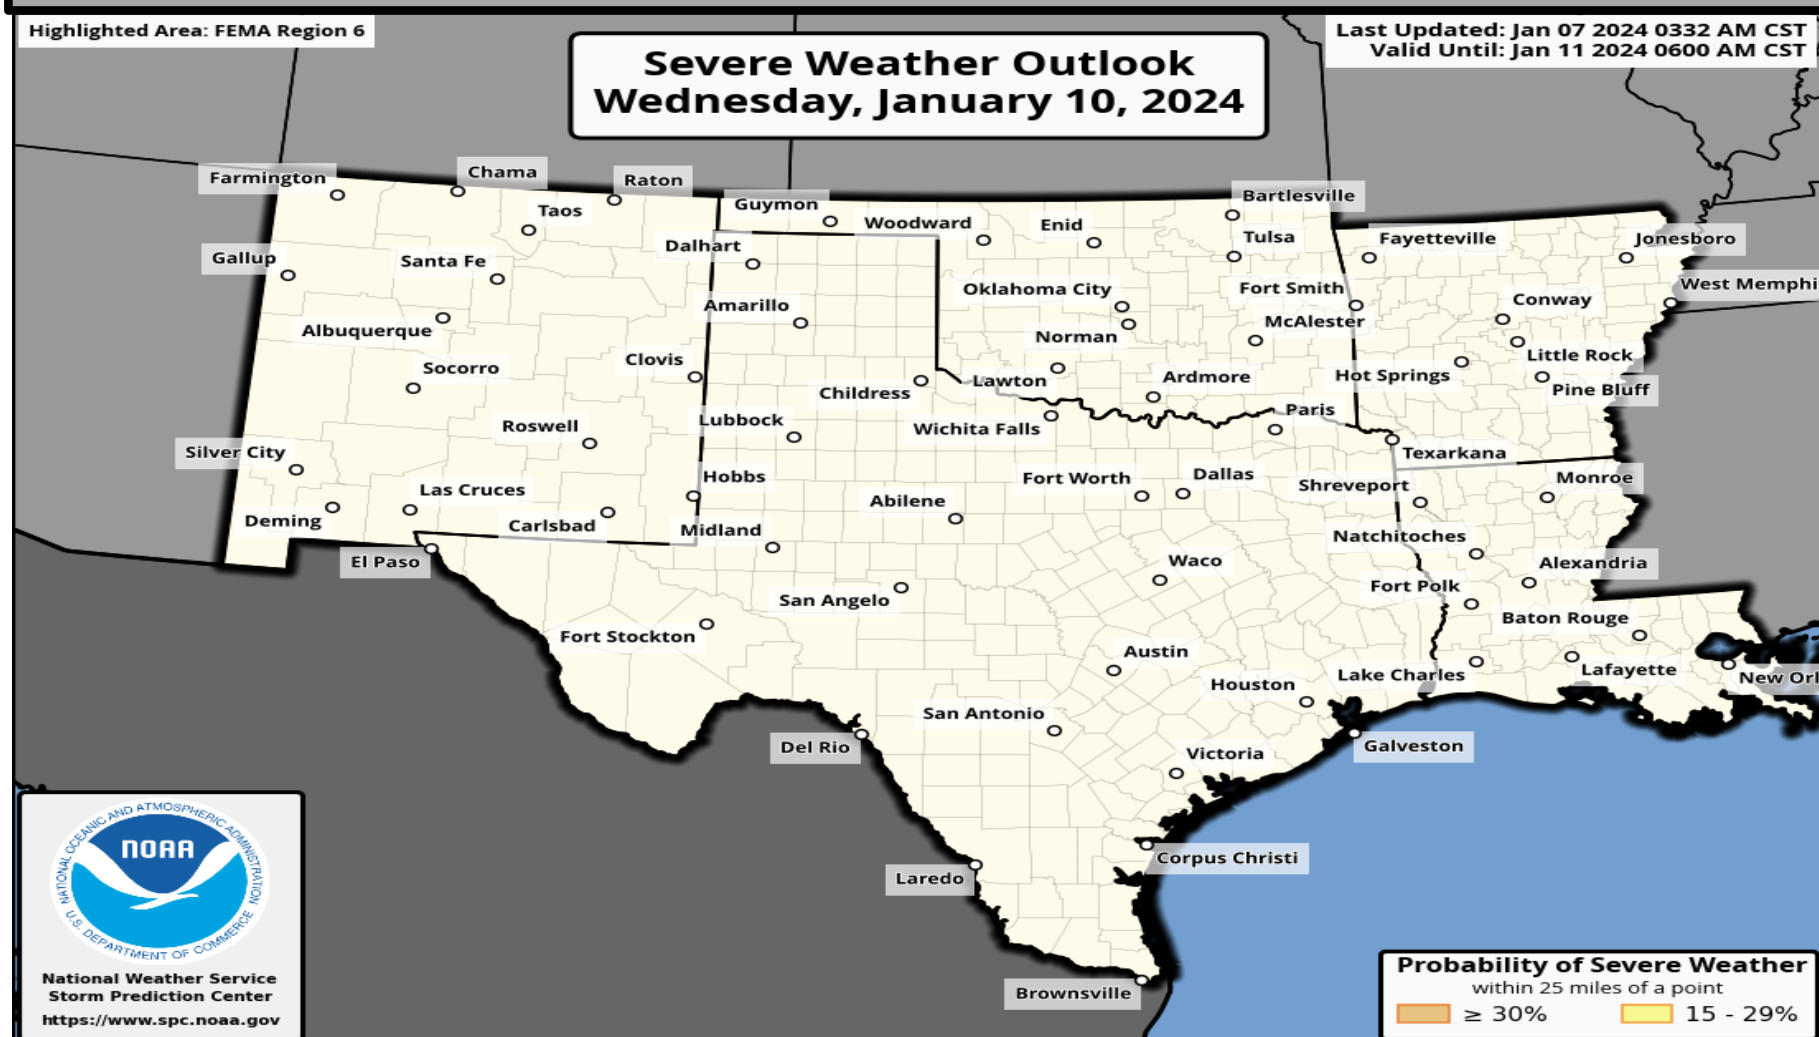 Highlighted Area: FEMA Region 6
Severe Weather Outlook
Wednesday, January 10, 2024
Last Updated: Jan 07 2024 0332 AM CST
Valid Until: Jan 11 2024 0600 AM CST
Farmington
Chama
Raton
Guymon
Bartlesville
Taos
Woodward
Enid
Tulsa
Fayetteville
Jonesboro
Gallup
Santa Fe
Dalhart
Oklahoma City
Fort Smith
Conway
West Memphis
Albuquerque
Amarillo
Norman
McAlester
Little Rock
Socorro
Clovis
Childress
Lawton
Ardmore
Hot Springs
Pine Bluff
Roswell
Lubbock
Wichita Falls
Paris
Texarkana
Silver City
Las Cruces
Hobbs
Abilene
Fort Worth
Dallas
Shreveport
Monroe
Deming
Carlsbad
Midland
Natchitoches
El Paso
San Angelo
Waco
Fort Polk
Alexandria
Fort Stockton
Austin
Baton Rouge
Houston
Lake Charles
Lafayette
New Orl
San Antonio
Del Rio
Victoria
Galveston
Corpus Christi
Laredo
Brownsville
NATIONAL OCEANIC AND ATMOSPHERIC ADMINISTRATION
NOAA
U.S. DEPARTMENT OF COMMERCE
National Weather Service
Storm Prediction Center
https://www.spc.noaa.gov
Probability of Severe Weather
within 25 miles of a point
≥ 30%
15 - 29%